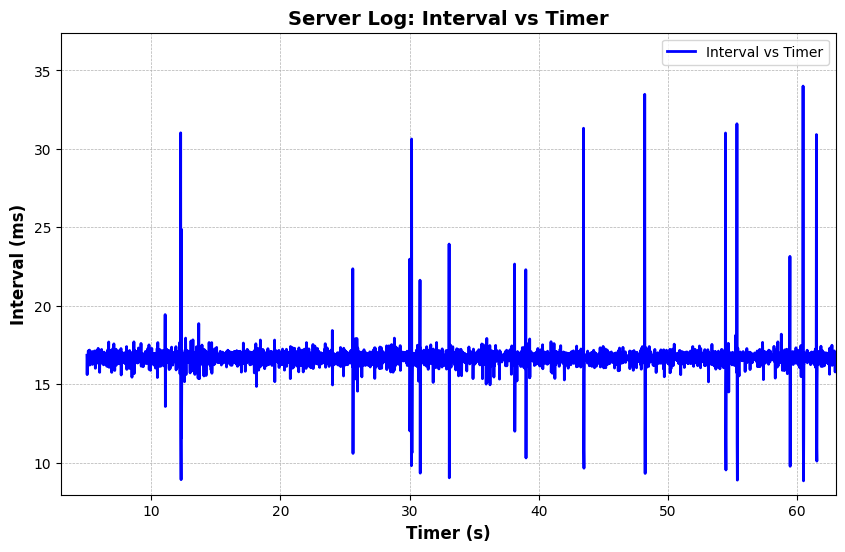 Server Log: Interval vs Timer
Interval vs Timer
Interval (ms)
35
30
25
20
15
10
10 20 30 40 50 60
Timer (s)